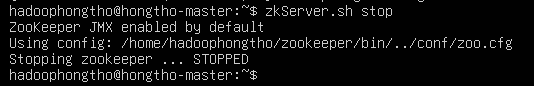 hadoophongtho@hongtho-master:~$ zkServer.sh stop
ZooKeeper JMX enabled by default
Using config: /home/hadoophongtho/zookeeper/bin/../conf/zoo.cfg
Stopping zookeeper ... STOPPED
hadoophongtho@hongtho-master:~$